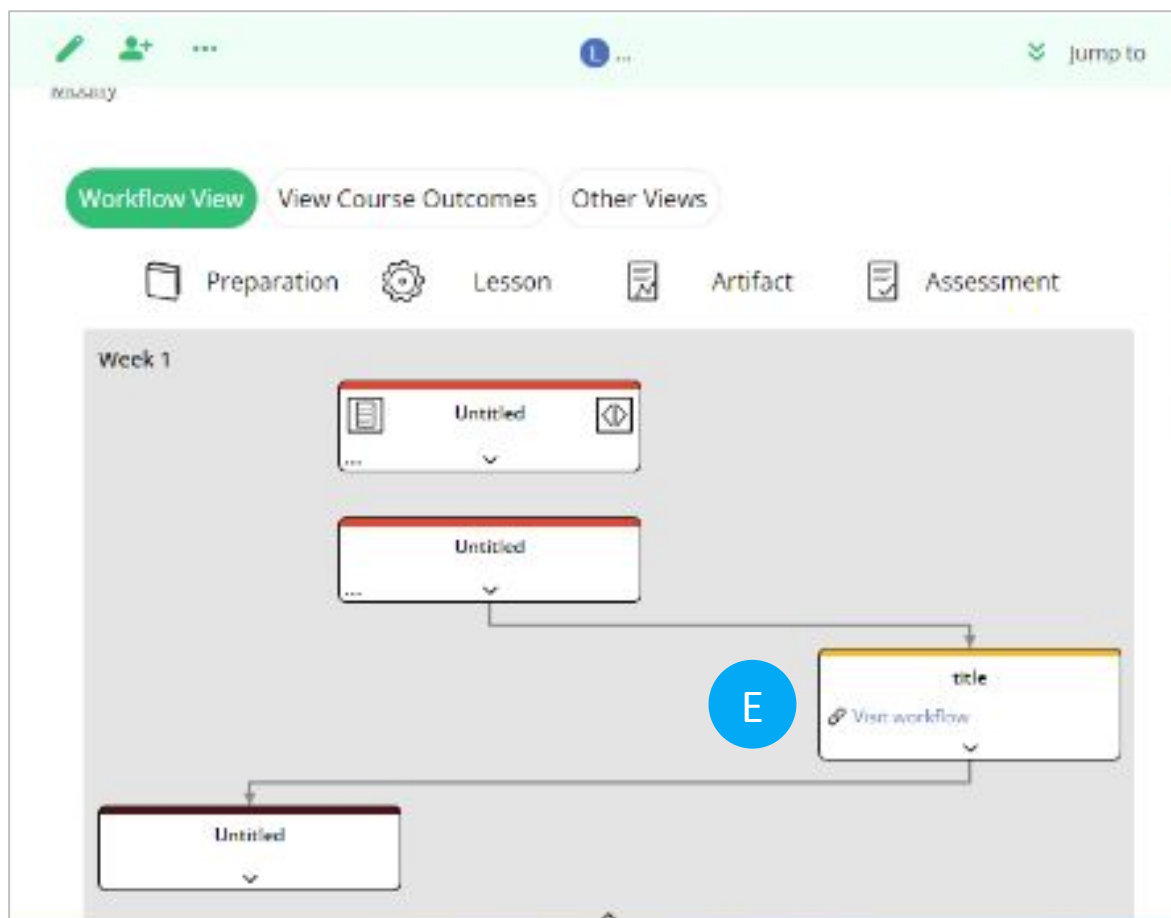 L ...
Jump to
Workflow View View Course Outcomes Other Views
Preparation Lesson Artifact Assessment
Week 1
Untitled
...
Untitled
...
title
E
Visit workflow
Untitled